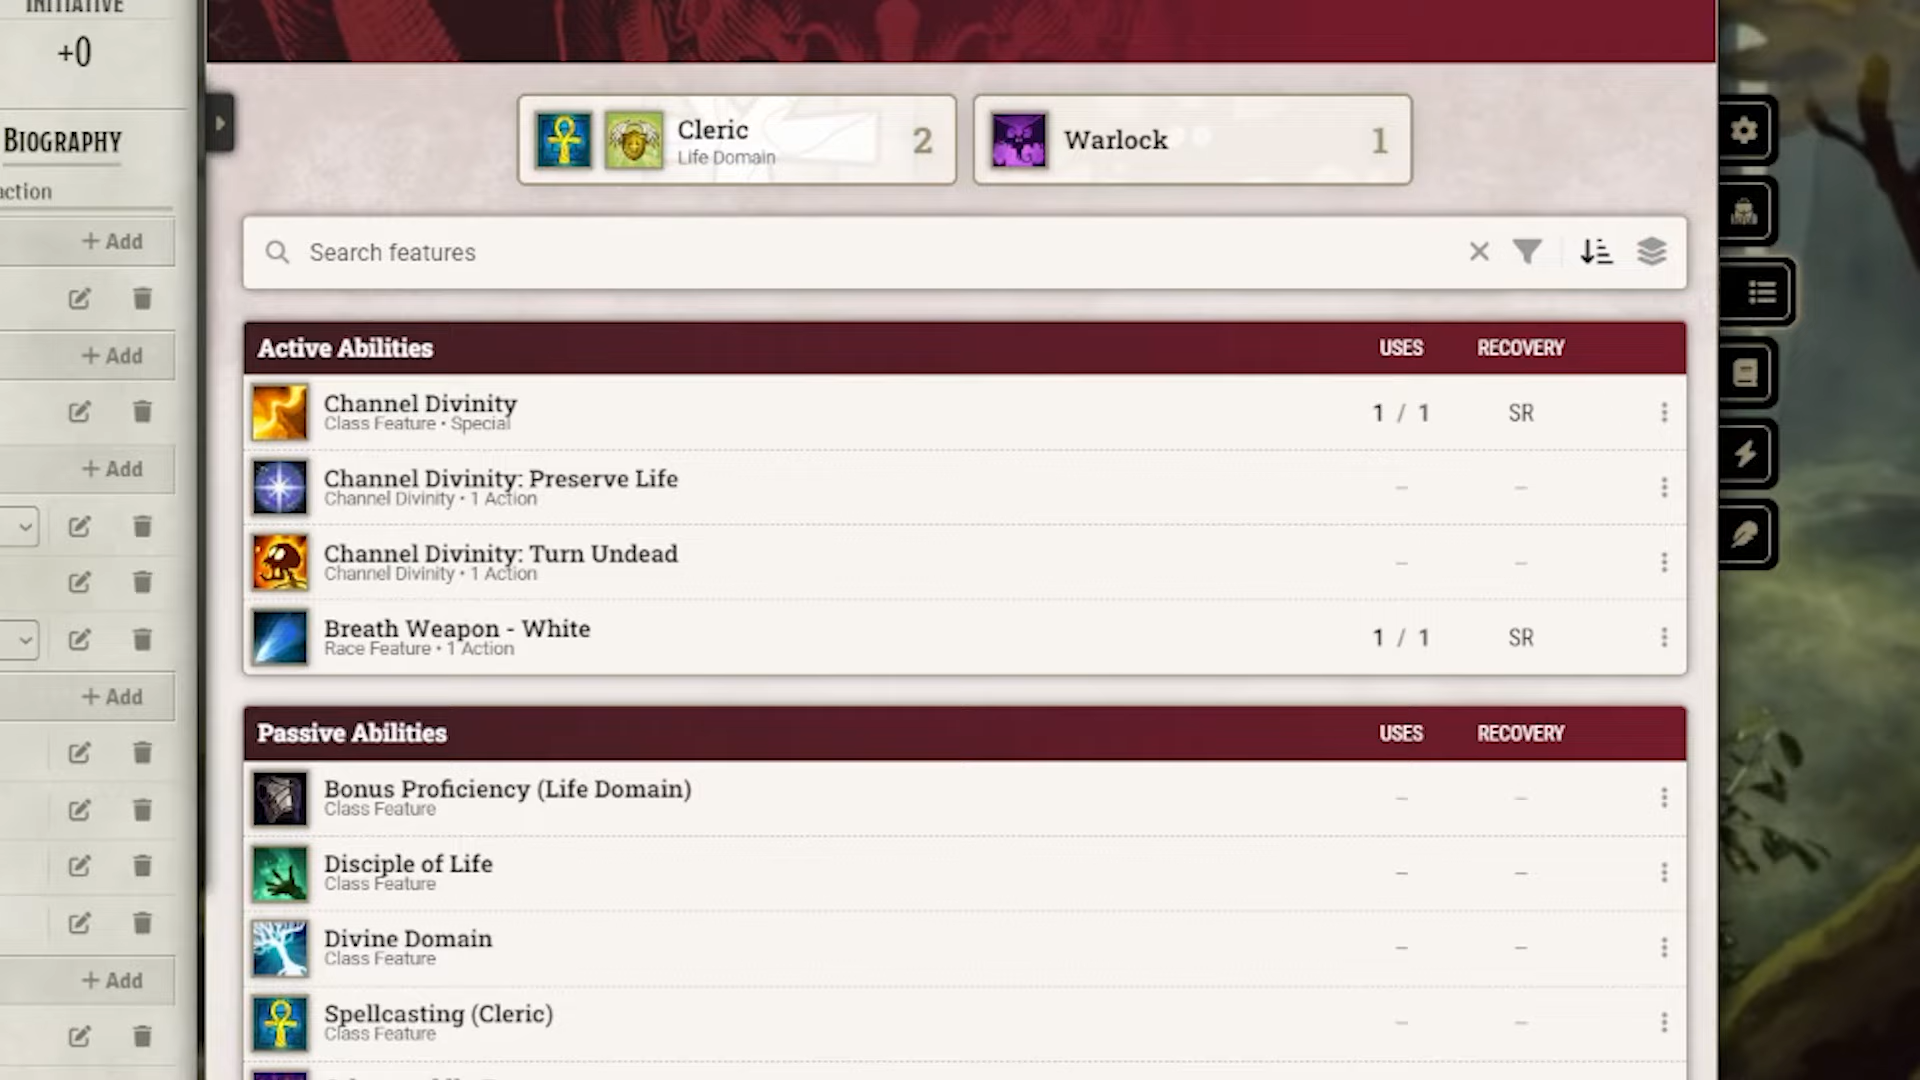 INITIATIVE
+0
BIOGRAPHY
action
+ Add
+ Add
+ Add
+ Add
+ Add
Cleric
Life Domain
2
Warlock
1
Search features
Active Abilities USES RECOVERY
Channel Divinity 1 / 1 SR
Class Feature • Special
Channel Divinity: Preserve Life – –
Channel Divinity • 1 Action
Channel Divinity: Turn Undead – –
Channel Divinity • 1 Action
Breath Weapon - White 1 / 1 SR
Race Feature • 1 Action
Passive Abilities USES RECOVERY
Bonus Proficiency (Life Domain) – –
Class Feature
Disciple of Life – –
Class Feature
Divine Domain – –
Class Feature
Spellcasting (Cleric) – –
Class Feature